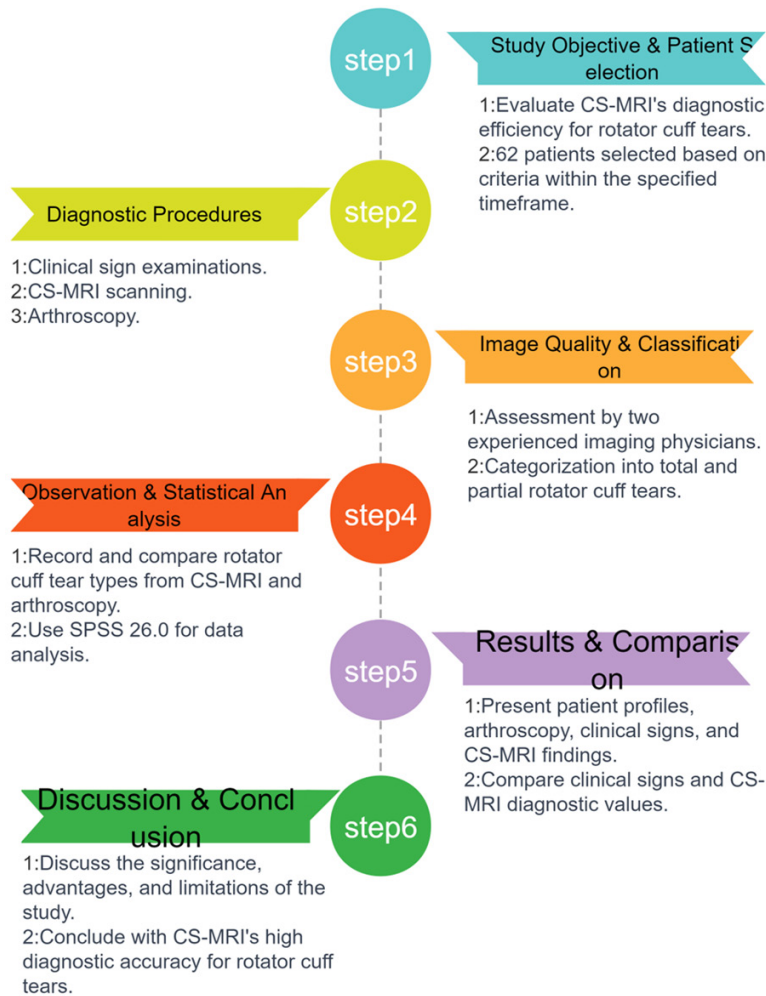 step1
Study Objective & Patient S
election
1:Evaluate CS-MRI's diagnostic
efficiency for rotator cuff tears.
2:62 patients selected based on
criteria within the specified
timeframe.
step2
Diagnostic Procedures
1:Clinical sign examinations.
2:CS-MRI scanning.
3:Arthroscopy.
step3
Image Quality & Classificati
on
1:Assessment by two
experienced imaging physicians.
2:Categorization into total and
partial rotator cuff tears.
step4
Observation & Statistical An
alysis
1:Record and compare rotator
cuff tear types from CS-MRI and
arthroscopy.
2:Use SPSS 26.0 for data
analysis.
step5
Results & Comparis
on
1:Present patient profiles,
arthroscopy, clinical signs, and
CS-MRI findings.
2:Compare clinical signs and CS-
MRI diagnostic values.
step6
Discussion & Concl
usion
1:Discuss the significance,
advantages, and limitations of the
study.
2:Conclude with CS-MRI's high
diagnostic accuracy for rotator cuff
tears.